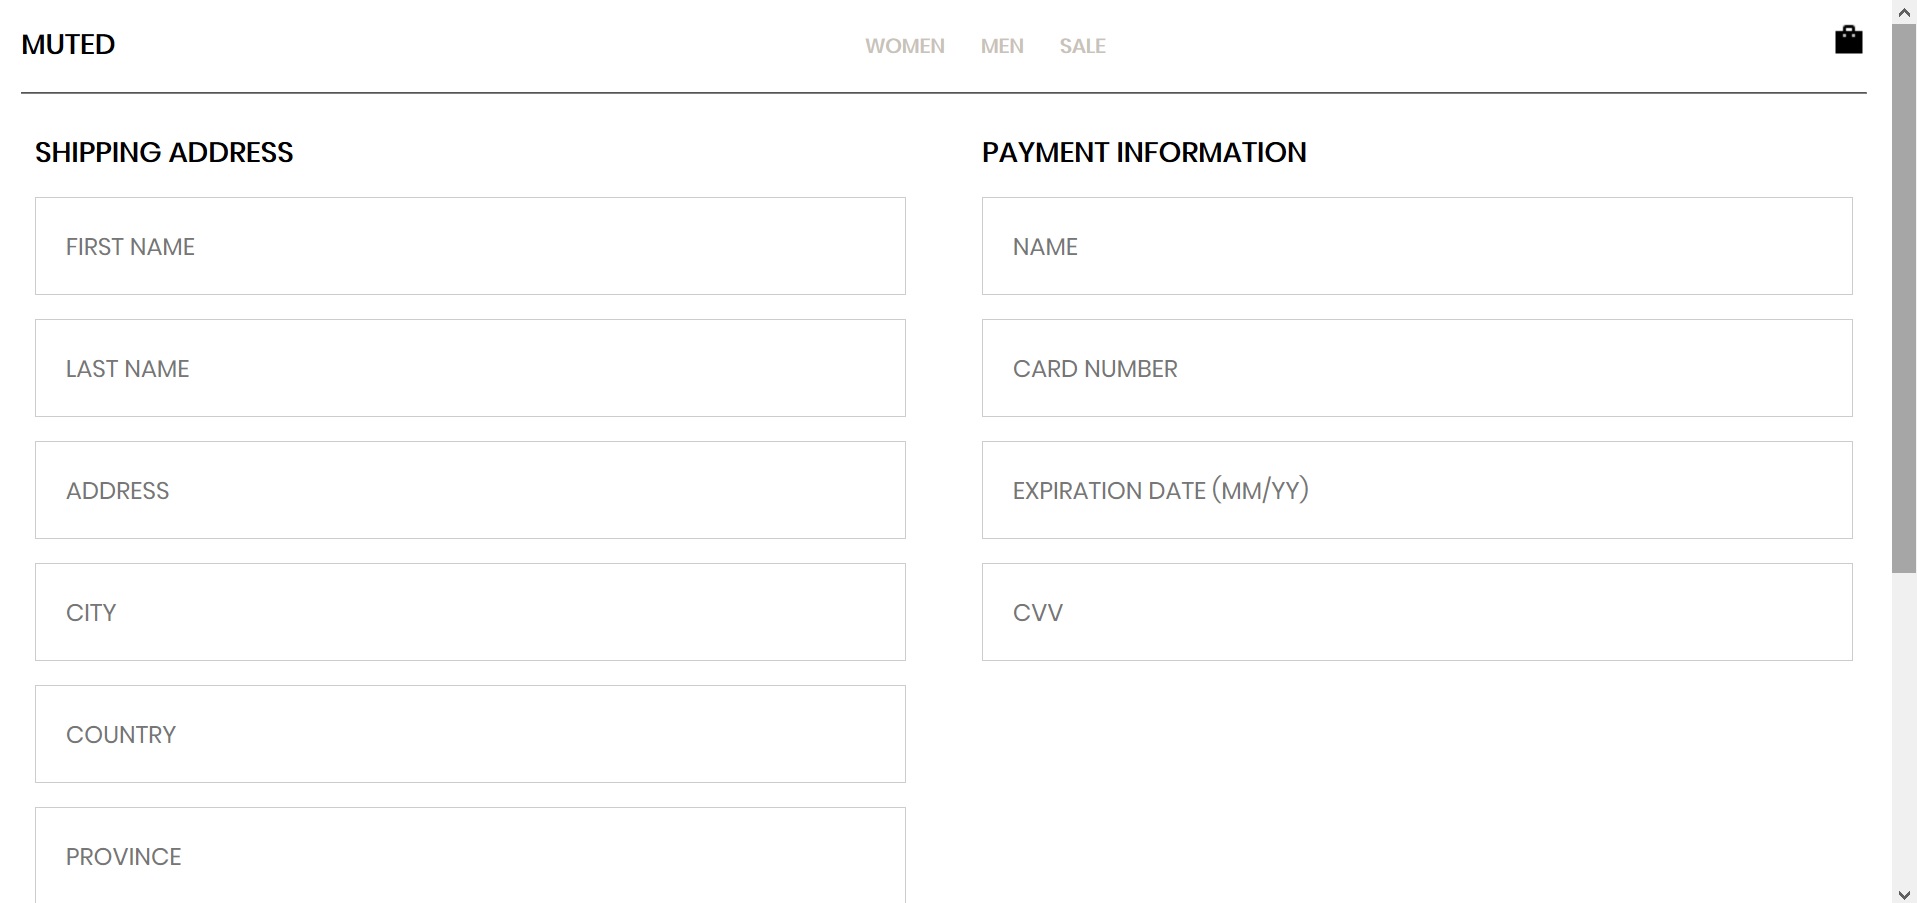 MUTED
WOMEN MEN SALE
SHIPPING ADDRESS
FIRST NAME
LAST NAME
ADDRESS
CITY
COUNTRY
PROVINCE
PAYMENT INFORMATION
NAME
CARD NUMBER
EXPIRATION DATE (MM/YY)
CVV